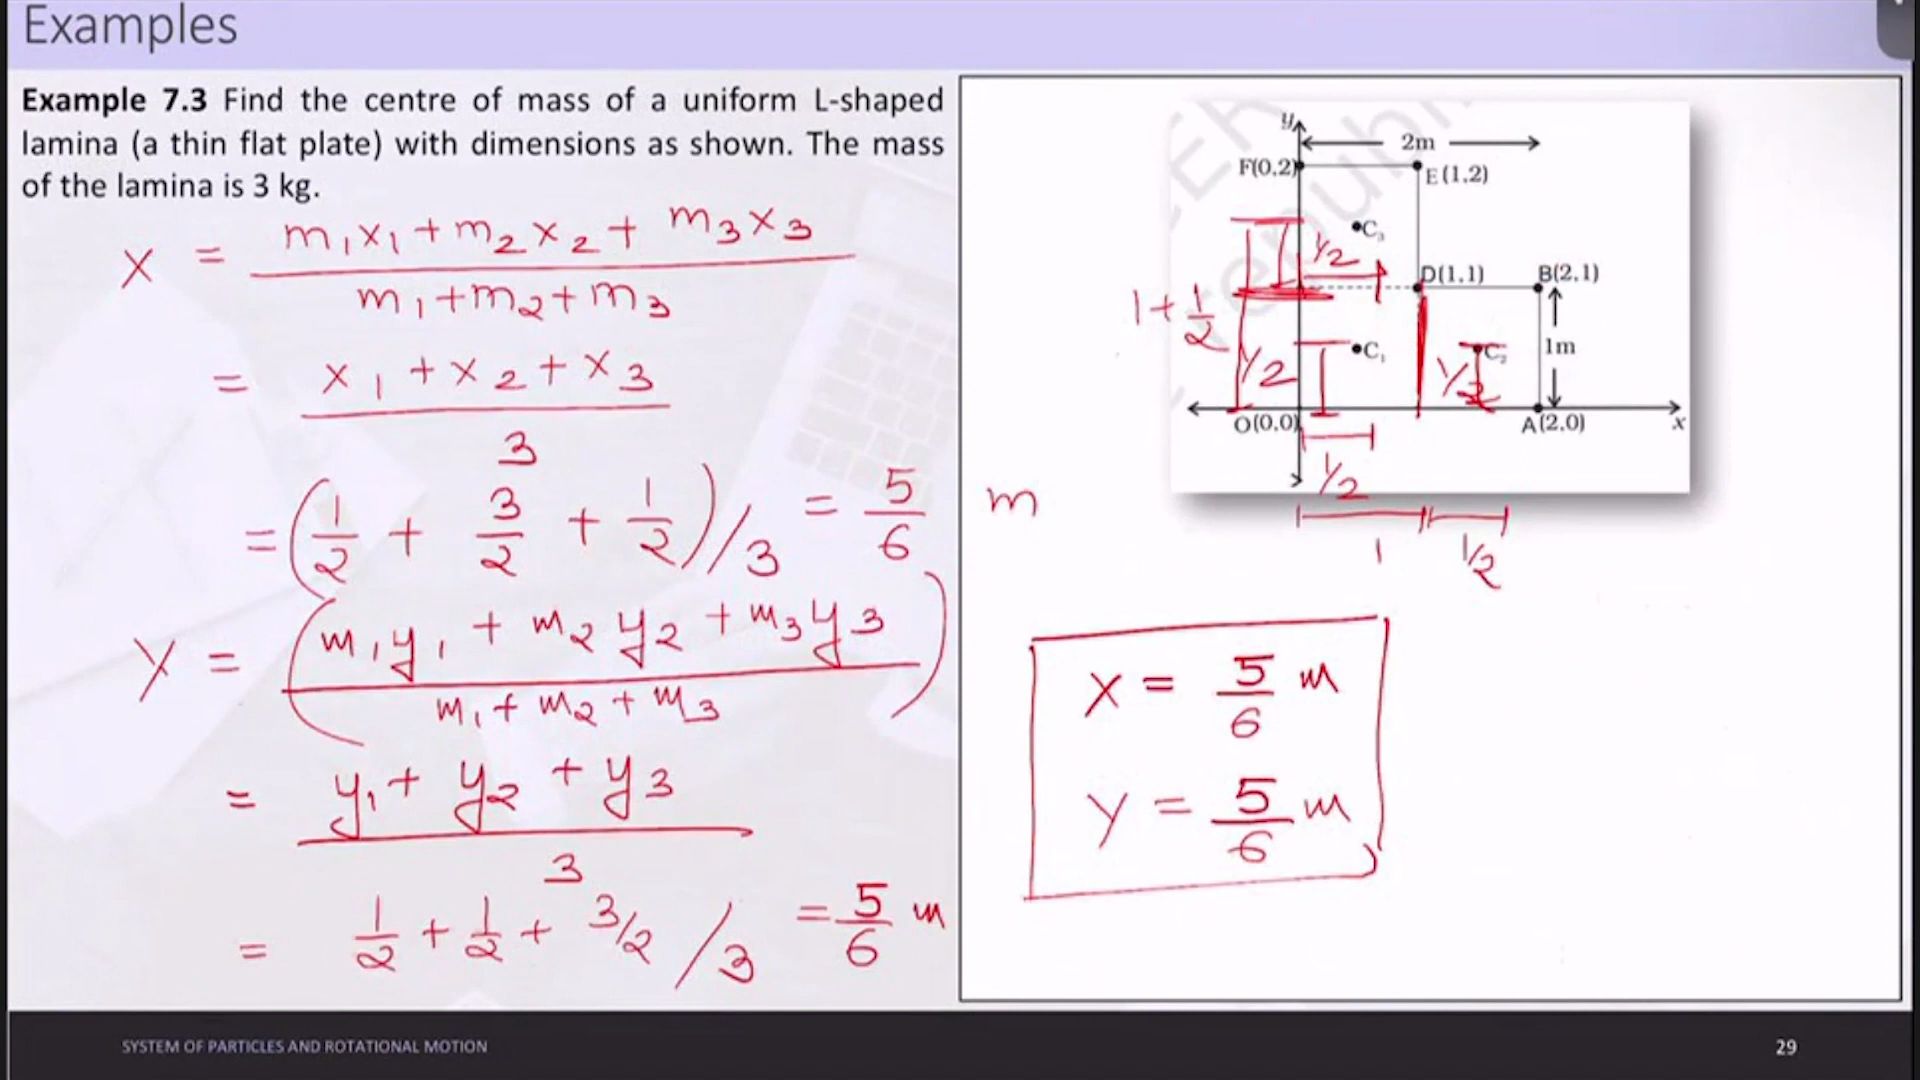 Examples
Example 7.3 Find the centre of mass of a uniform L-shaped
lamina (a thin flat plate) with dimensions as shown. The mass
of the lamina is 3 kg.
X = (m₁x₁ + m₂x₂ + m₃x₃) / (m₁ + m₂ + m₃)
= (x₁ + x₂ + x₃) / 3
= (1/2 + 3/2 + 1/2)/3 = 5/6 m
Y = (m₁y₁ + m₂y₂ + m₃y₃) / (m₁ + m₂ + m₃)
= (y₁ + y₂ + y₃) / 3
= 1/2 + 1/2 + 3/2 /3 = 5/6 m
y
2m
F(0,2)
E(1,2)
C₃
1/2
D(1,1)
B(2,1)
1 + 1/2
1/2
C₁
1/2
C₂
1m
O(0,0)
A(2,0)
x
1/2
1
1/2
X = 5/6 m
Y = 5/6 m
SYSTEM OF PARTICLES AND ROTATIONAL MOTION
29